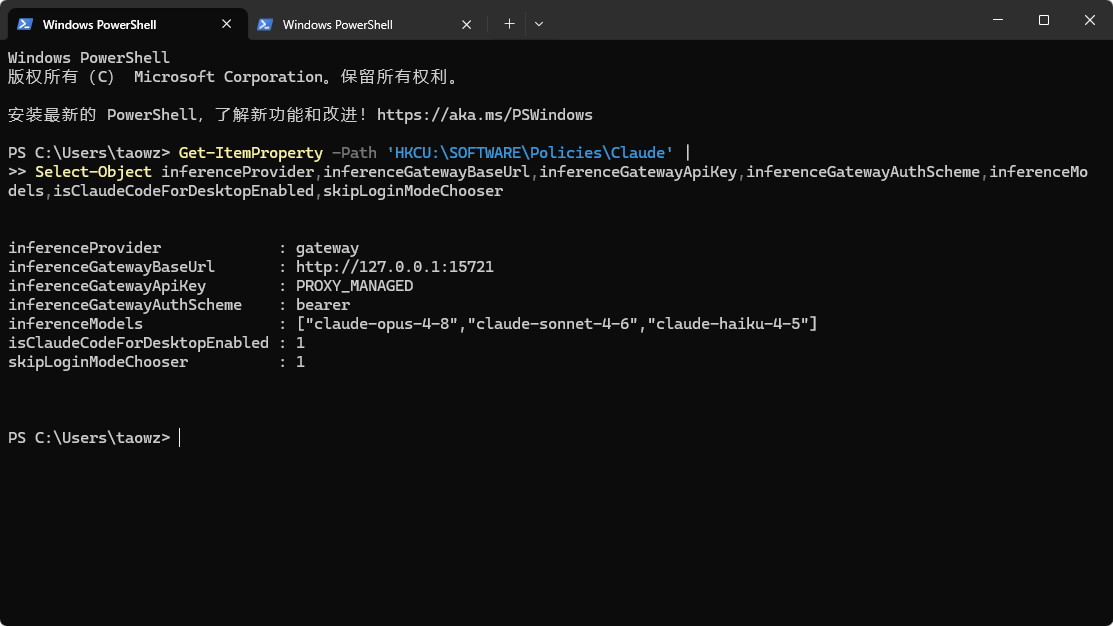 Windows PowerShell
Windows PowerShell
Windows PowerShell
版权所有（C） Microsoft Corporation。保留所有权利。
安装最新的 PowerShell，了解新功能和改进！https://aka.ms/PSWindows
PS C:\Users\taowz> Get-ItemProperty -Path 'HKCU:\SOFTWARE\Policies\Claude' |
>> Select-Object inferenceProvider,inferenceGatewayBaseUrl,inferenceGatewayApiKey,inferenceGatewayAuthScheme,inferenceMo
dels,isClaudeCodeForDesktopEnabled,skipLoginModeChooser
inferenceProvider             : gateway
inferenceGatewayBaseUrl       : http://127.0.0.1:15721
inferenceGatewayApiKey        : PROXY_MANAGED
inferenceGatewayAuthScheme    : bearer
inferenceModels               : ["claude-opus-4-8","claude-sonnet-4-6","claude-haiku-4-5"]
isClaudeCodeForDesktopEnabled : 1
skipLoginModeChooser          : 1
PS C:\Users\taowz>